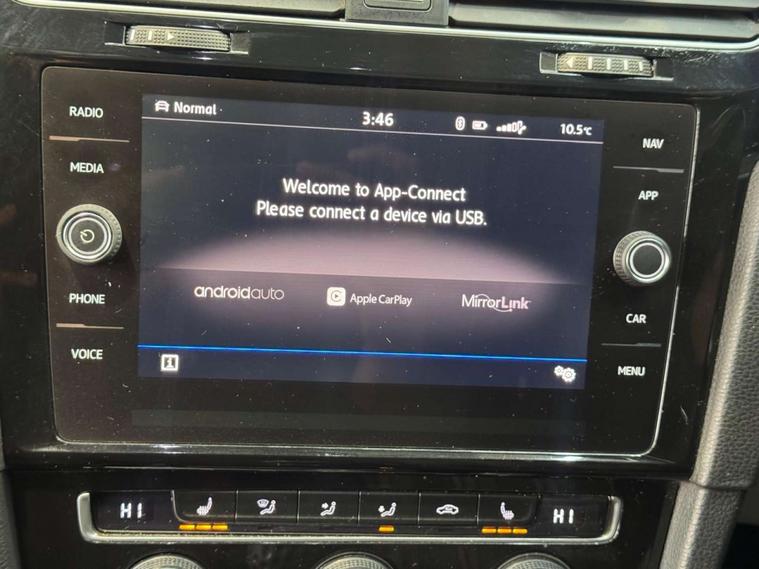 RADIO
MEDIA
PHONE
VOICE
Normal
3:46
10.5°C
Welcome to App-Connect
Please connect a device via USB.
androidauto
Apple CarPlay
MirrorLink
i
NAV
APP
CAR
MENU
HI
HI